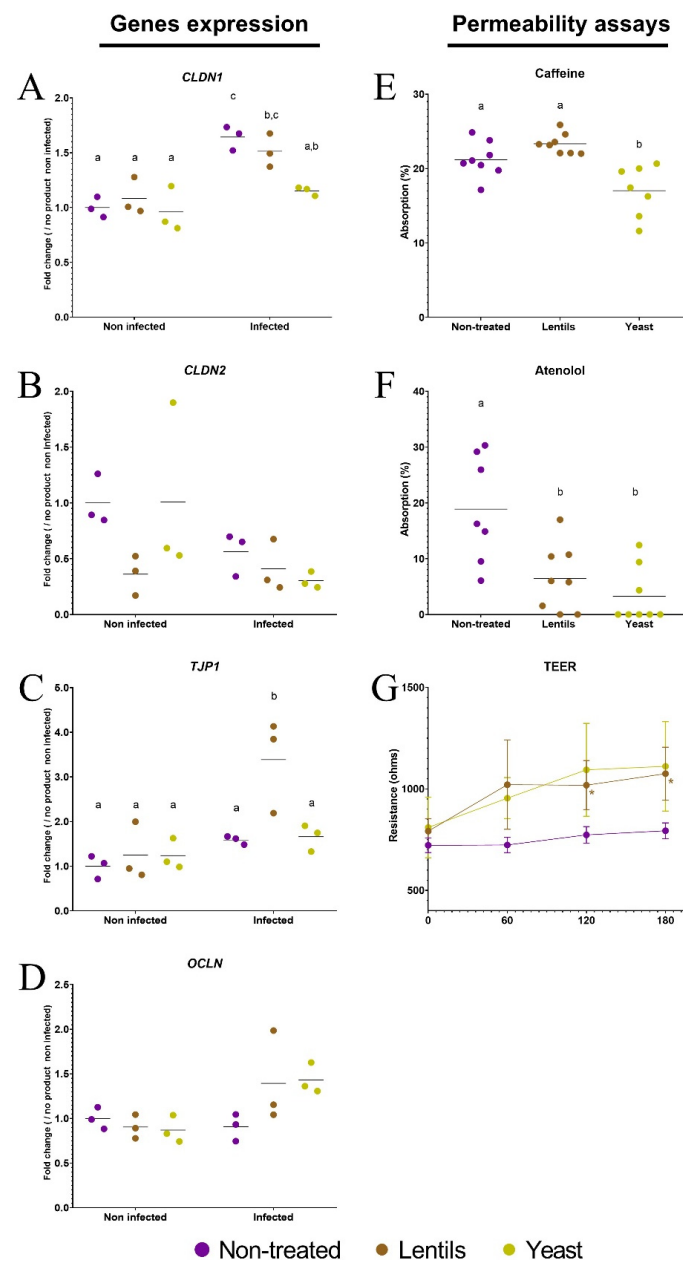 Genes expression
A
CLDN1
Fold change ( / no product non infected)
2.0
1.5
1.0
0.5
0.0
a
a
a
c
b,c
a,b
Non infected
Infected
B
CLDN2
Fold change ( / no product non infected)
2.0
1.5
1.0
0.5
0.0
Non infected
Infected
C
TJP1
Fold change ( / no product non infected)
5.0
4.0
3.0
2.0
1.0
0.0
a
a
a
a
b
a
Non infected
Infected
D
OCLN
Fold change ( / no product non infected)
2.5
2.0
1.5
1.0
0.5
0.0
Non infected
Infected
Permeability assays
E
Caffeine
Absorption (%)
30
20
10
0
a
a
b
Non-treated
Lentils
Yeast
F
Atenolol
Absorption (%)
40
30
20
10
0
a
b
b
Non-treated
Lentils
Yeast
G
TEER
Resistance (ohms)
1500
1000
500
*
*
0
60
120
180
Non-treated
Lentils
Yeast